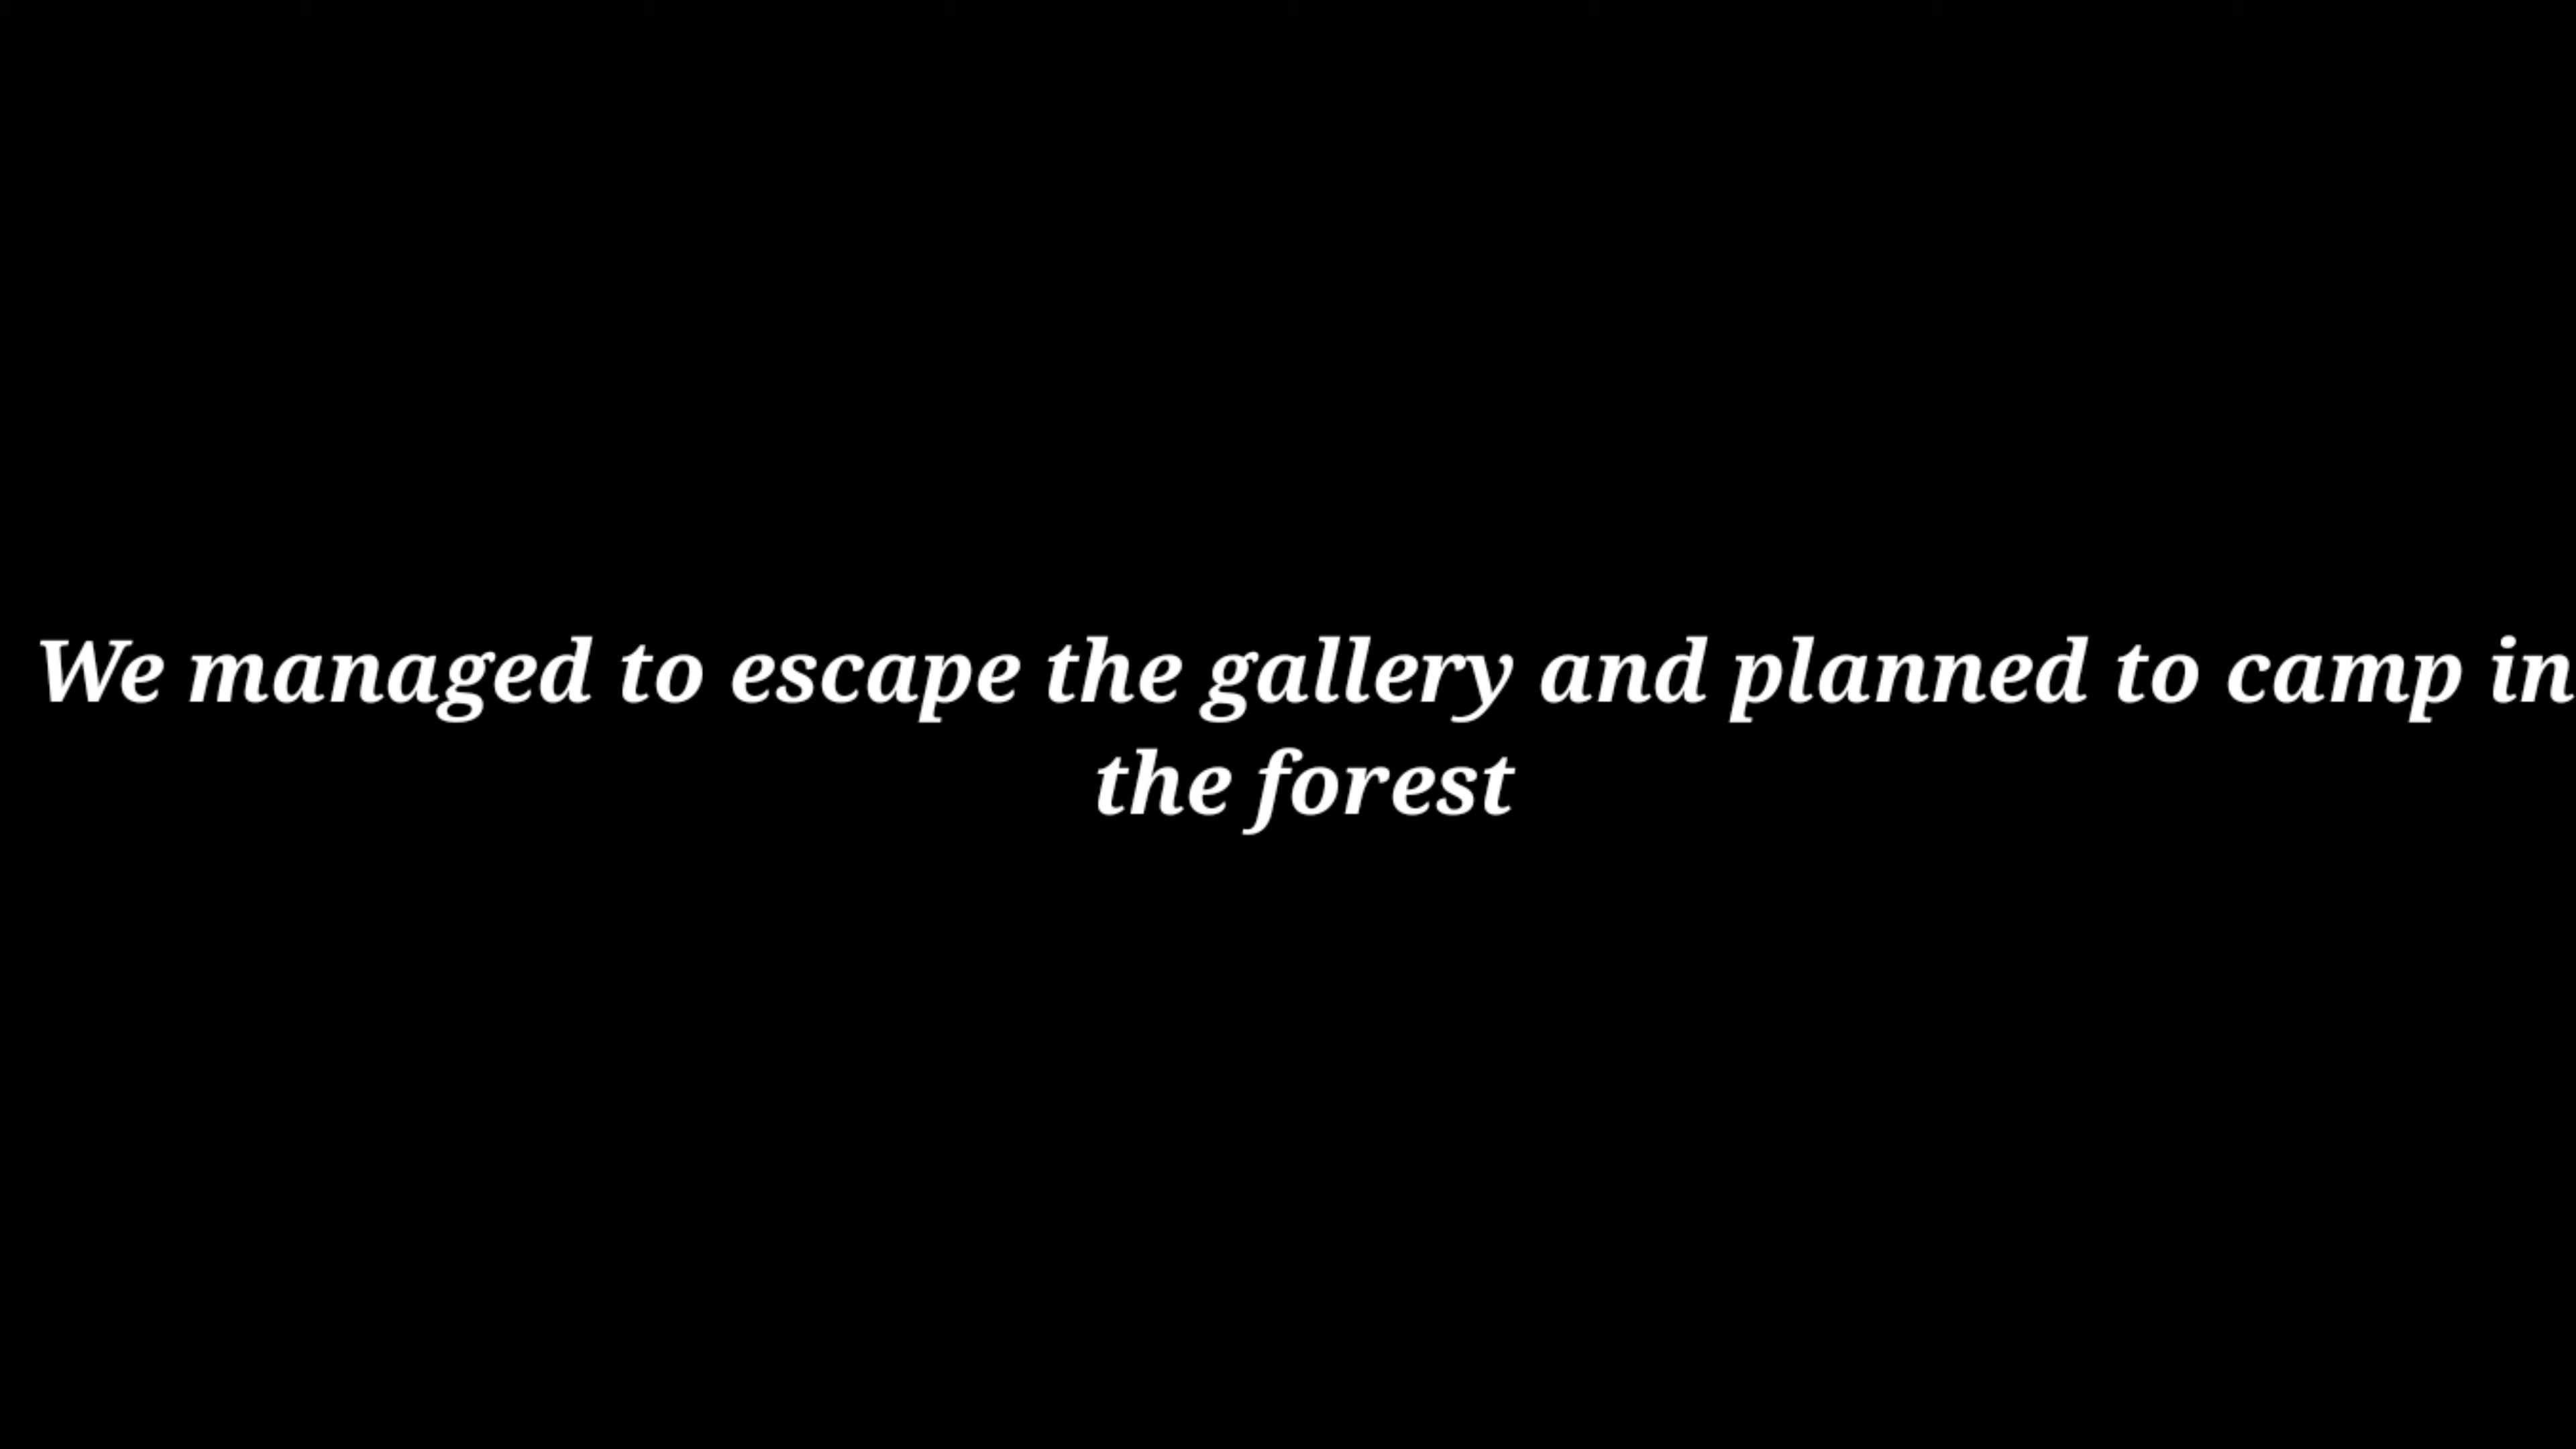 We managed to escape the gallery and planned to camp in
the forest